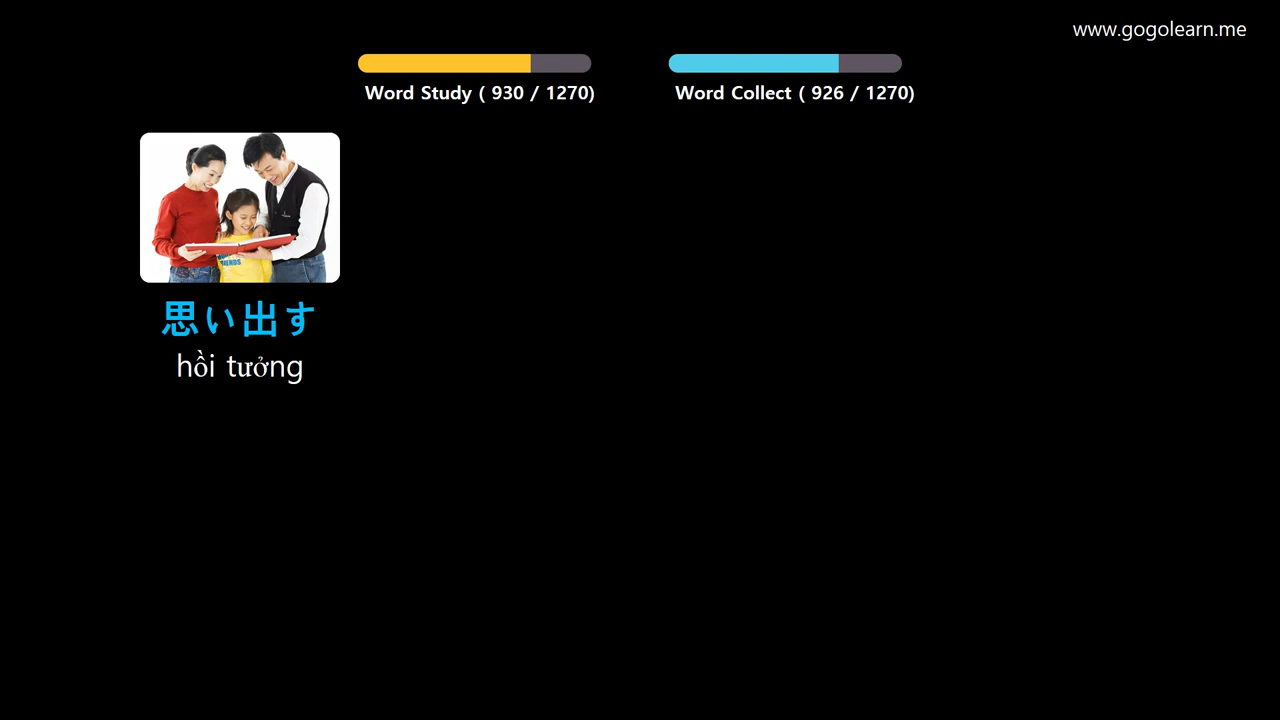 www.gogolearn.me
Word Study ( 930 / 1270)
Word Collect ( 926 / 1270)
思い出す
hồi tưởng